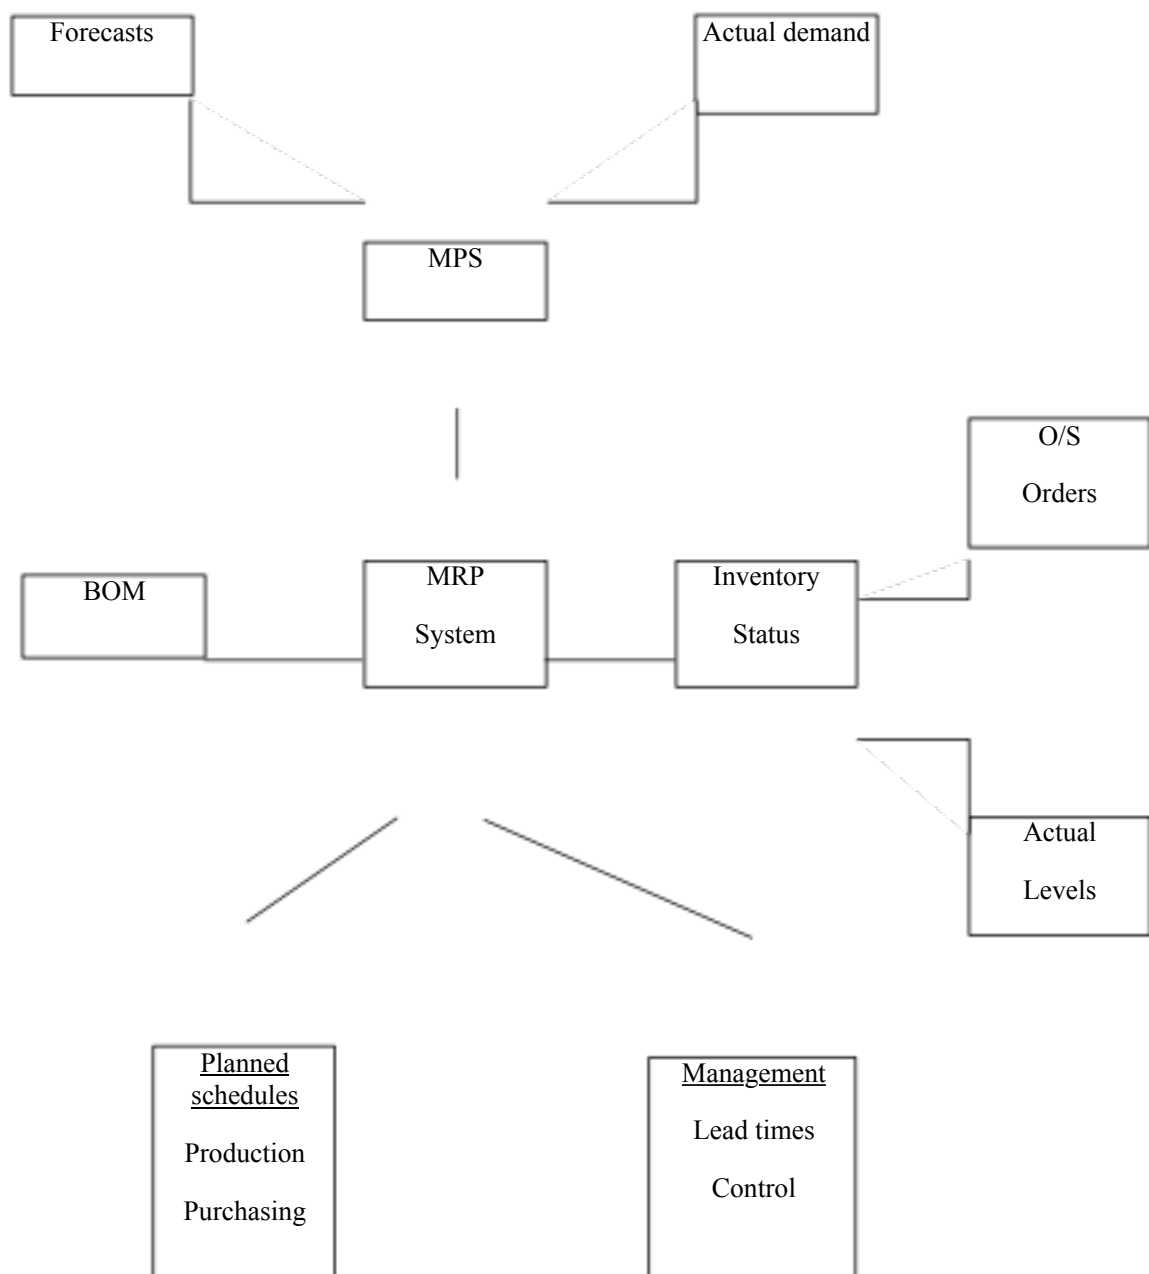 Forecasts
Actual demand
MPS
O/S
Orders
BOM
MRP
System
Inventory
Status
Actual
Levels
Planned
schedules
Production
Purchasing
Management
Lead times
Control